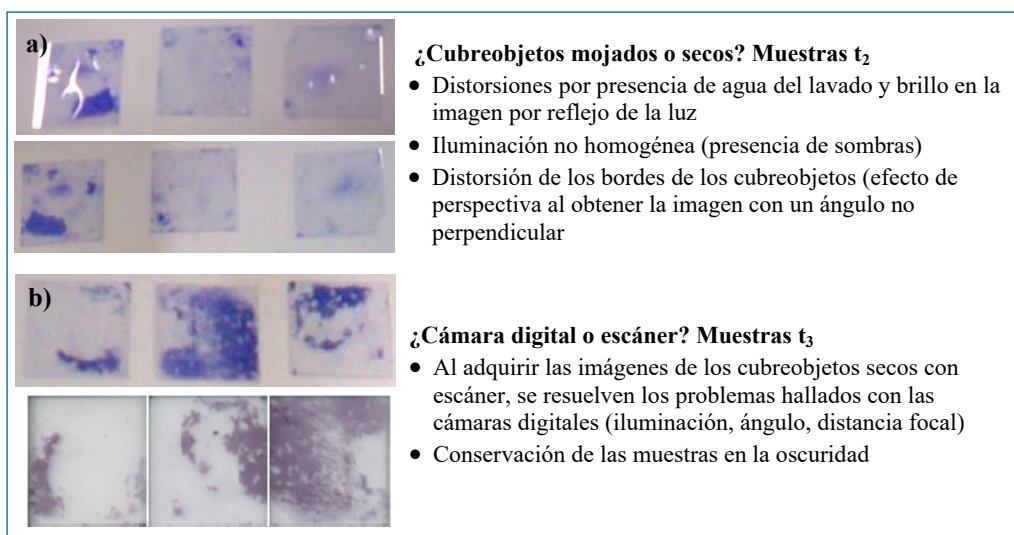 a)
¿Cubreobjetos mojados o secos? Muestras t₂
• Distorsiones por presencia de agua del lavado y brillo en la
imagen por reflejo de la luz
• Iluminación no homogénea (presencia de sombras)
• Distorsión de los bordes de los cubreobjetos (efecto de
perspectiva al obtener la imagen con un ángulo no
perpendicular
b)
¿Cámara digital o escáner? Muestras t₃
• Al adquirir las imágenes de los cubreobjetos secos con
escáner, se resuelven los problemas hallados con las
cámaras digitales (iluminación, ángulo, distancia focal)
• Conservación de las muestras en la oscuridad